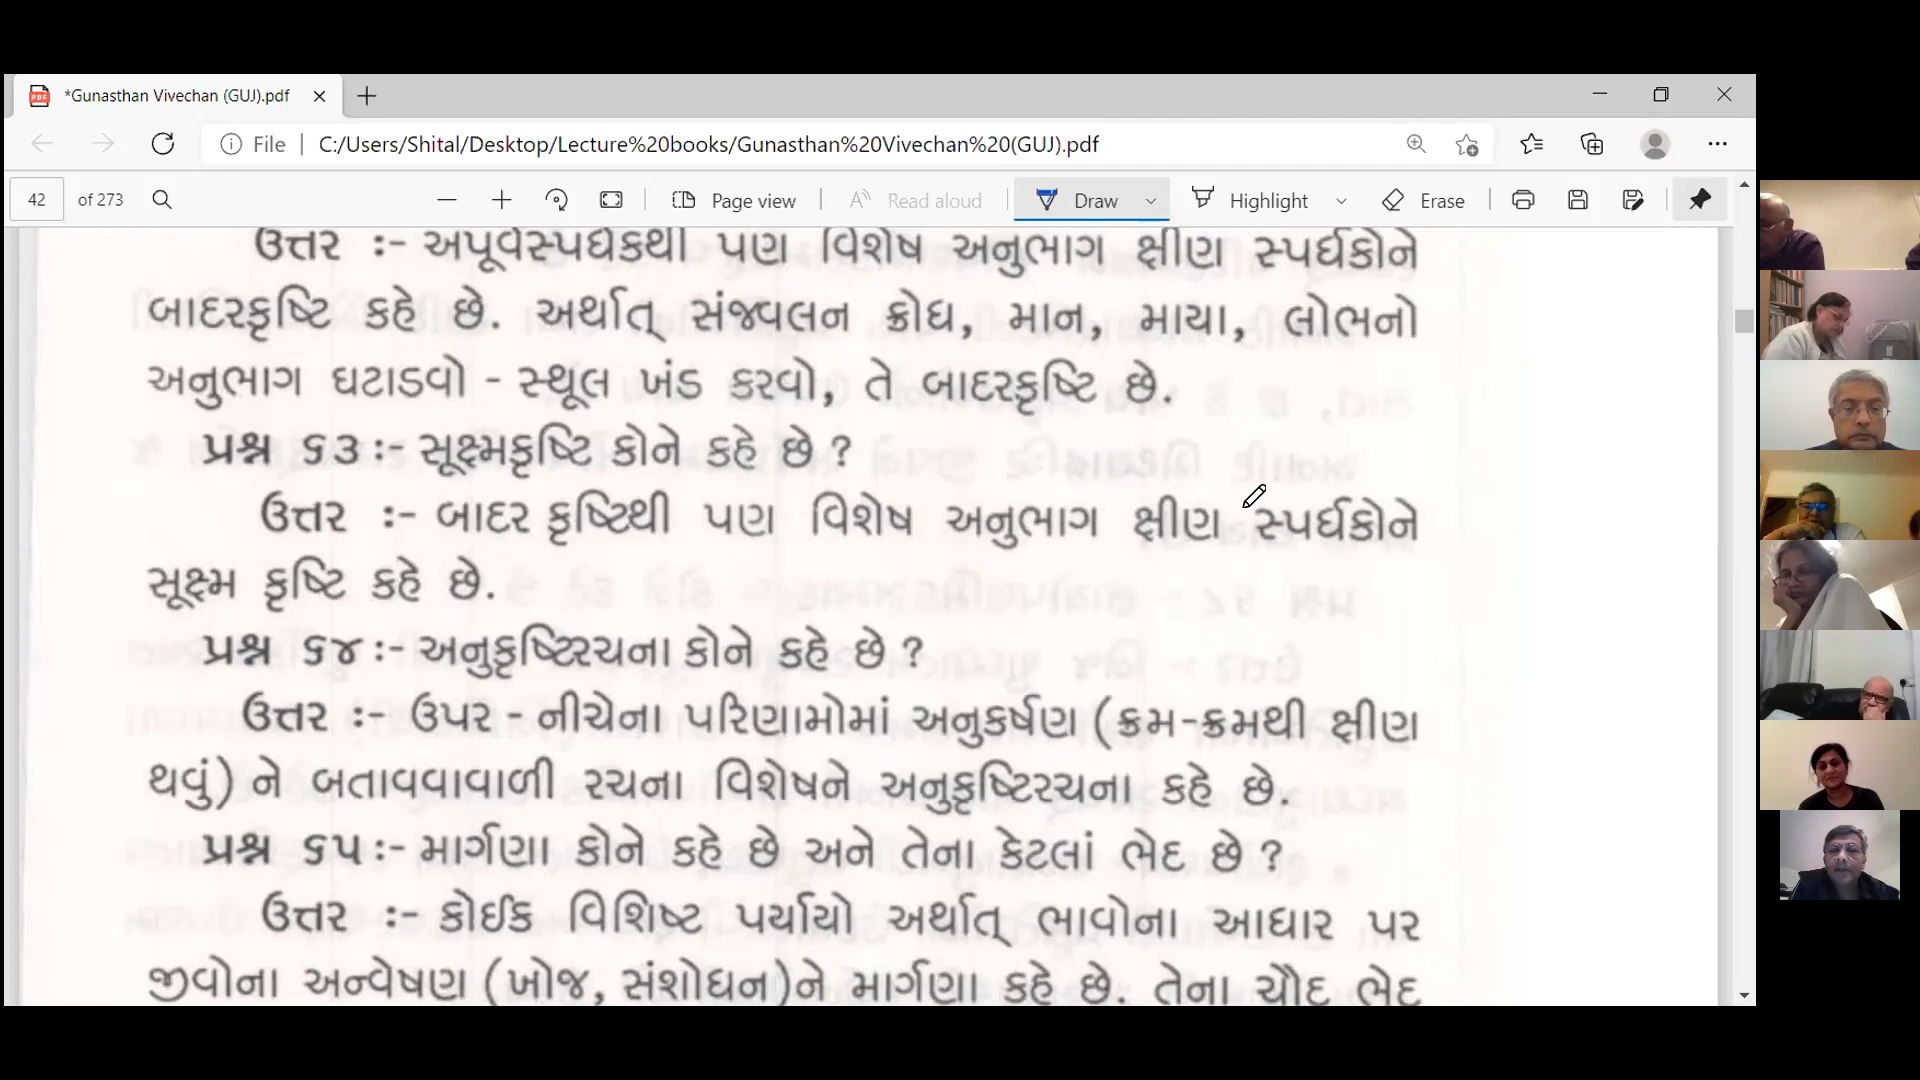 *Gunasthan Vivechan (GUJ).pdf
File
C:/Users/Shital/Desktop/Lecture%20books/Gunasthan%20Vivechan%20(GUJ).pdf
42 of 273
Page view
Read aloud
Draw
Highlight
Erase
ઉત્તર ઃ- અપૂર્વસ્પર્ધકથી પણ વિશેષ અનુભાગ ક્ષીણ સ્પર્ધકોને
બાદરકૃષ્ટિ કહે છે. અર્થાત્ સંજ્વલન ક્રોધ, માન, માયા, લોભનો
અનુભાગ ઘટાડવો - સ્થૂલ ખંડ કરવો, તે બાદરકૃષ્ટિ છે.
પ્રશ્ન ૬૩ ઃ- સૂક્ષ્મકૃષ્ટિ કોને કહે છે ?
ઉત્તર ઃ- બાદર કૃષ્ટિથી પણ વિશેષ અનુભાગ ક્ષીણ સ્પર્ધકોને
સૂક્ષ્મ કૃષ્ટિ કહે છે.
પ્રશ્ન ૬૪ ઃ- અનુકૃષ્ટિરચના કોને કહે છે ?
ઉત્તર ઃ- ઉપર - નીચેના પરિણામોમાં અનુકર્ષણ (ક્રમ-ક્રમથી ક્ષીણ
થવું) ને બતાવવાવાળી રચના વિશેષને અનુકૃષ્ટિરચના કહે છે.
પ્રશ્ન ૬૫ ઃ- માર્ગણા કોને કહે છે અને તેના કેટલાં ભેદ છે ?
ઉત્તર ઃ- કોઈક વિશિષ્ટ પર્યાયો અર્થાત્ ભાવોના આધાર પર
જીવોના અન્વેષણ (ખોજ, સંશોધન)ને માર્ગણા કહે છે. તેના ચૌદ ભેદ